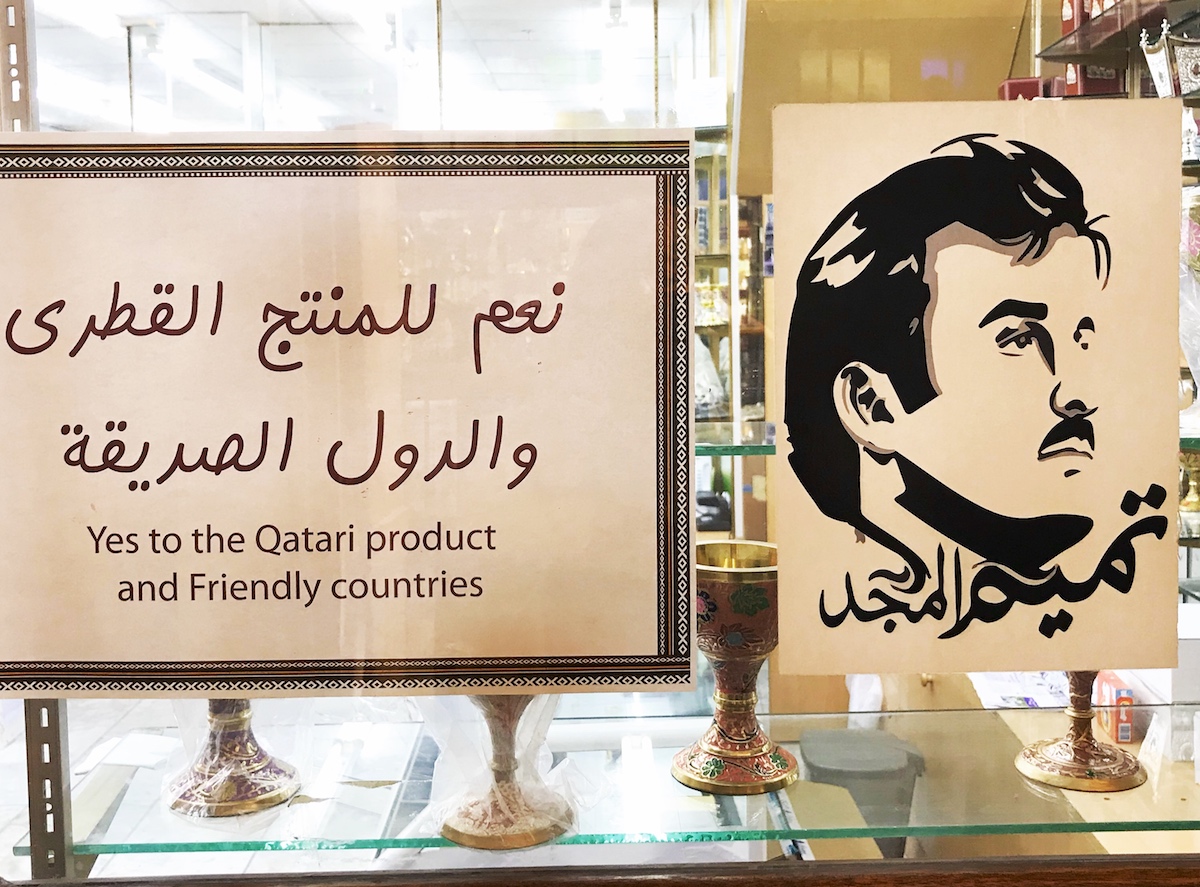 نعم للمنتج القطرى
والدول الصديقة
Yes to the Qatari product
and Friendly countries
تميم المجد